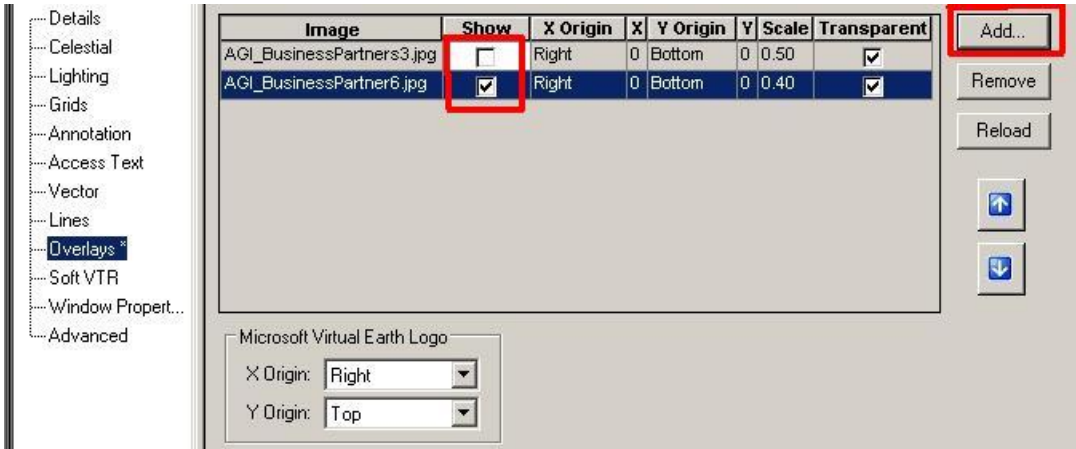 Details
Celestial
Lighting
Grids
Annotation
Access Text
Vector
Lines
Overlays *
Soft VTR
Window Propert...
Advanced
Image Show X Origin X Y Origin Y Scale Transparent
AGI_BusinessPartners3.jpg Right 0 Bottom 0 0.50
AGI_BusinessPartner6.jpg Right 0 Bottom 0 0.40
Add...
Remove
Reload
Microsoft Virtual Earth Logo
X Origin: Right
Y Origin: Top